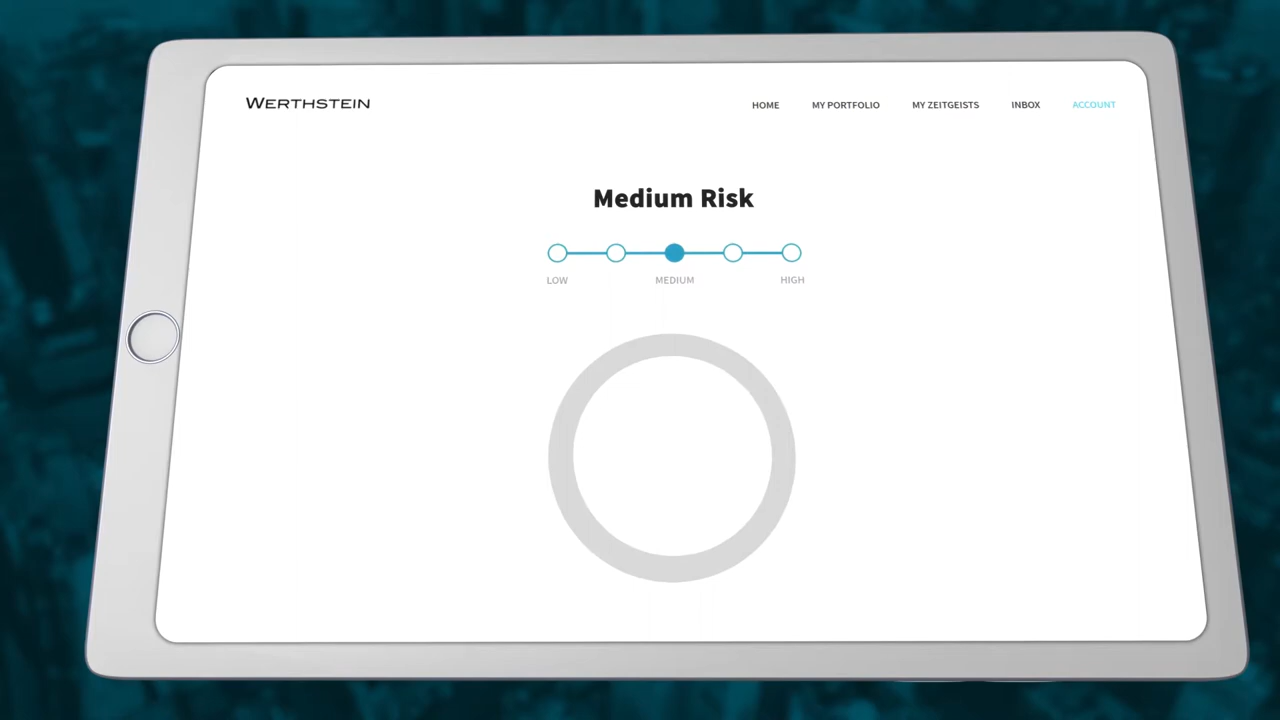 WERTHSTEIN
HOME MY PORTFOLIO MY ZEITGEISTS INBOX ACCOUNT
Medium Risk
LOW MEDIUM HIGH